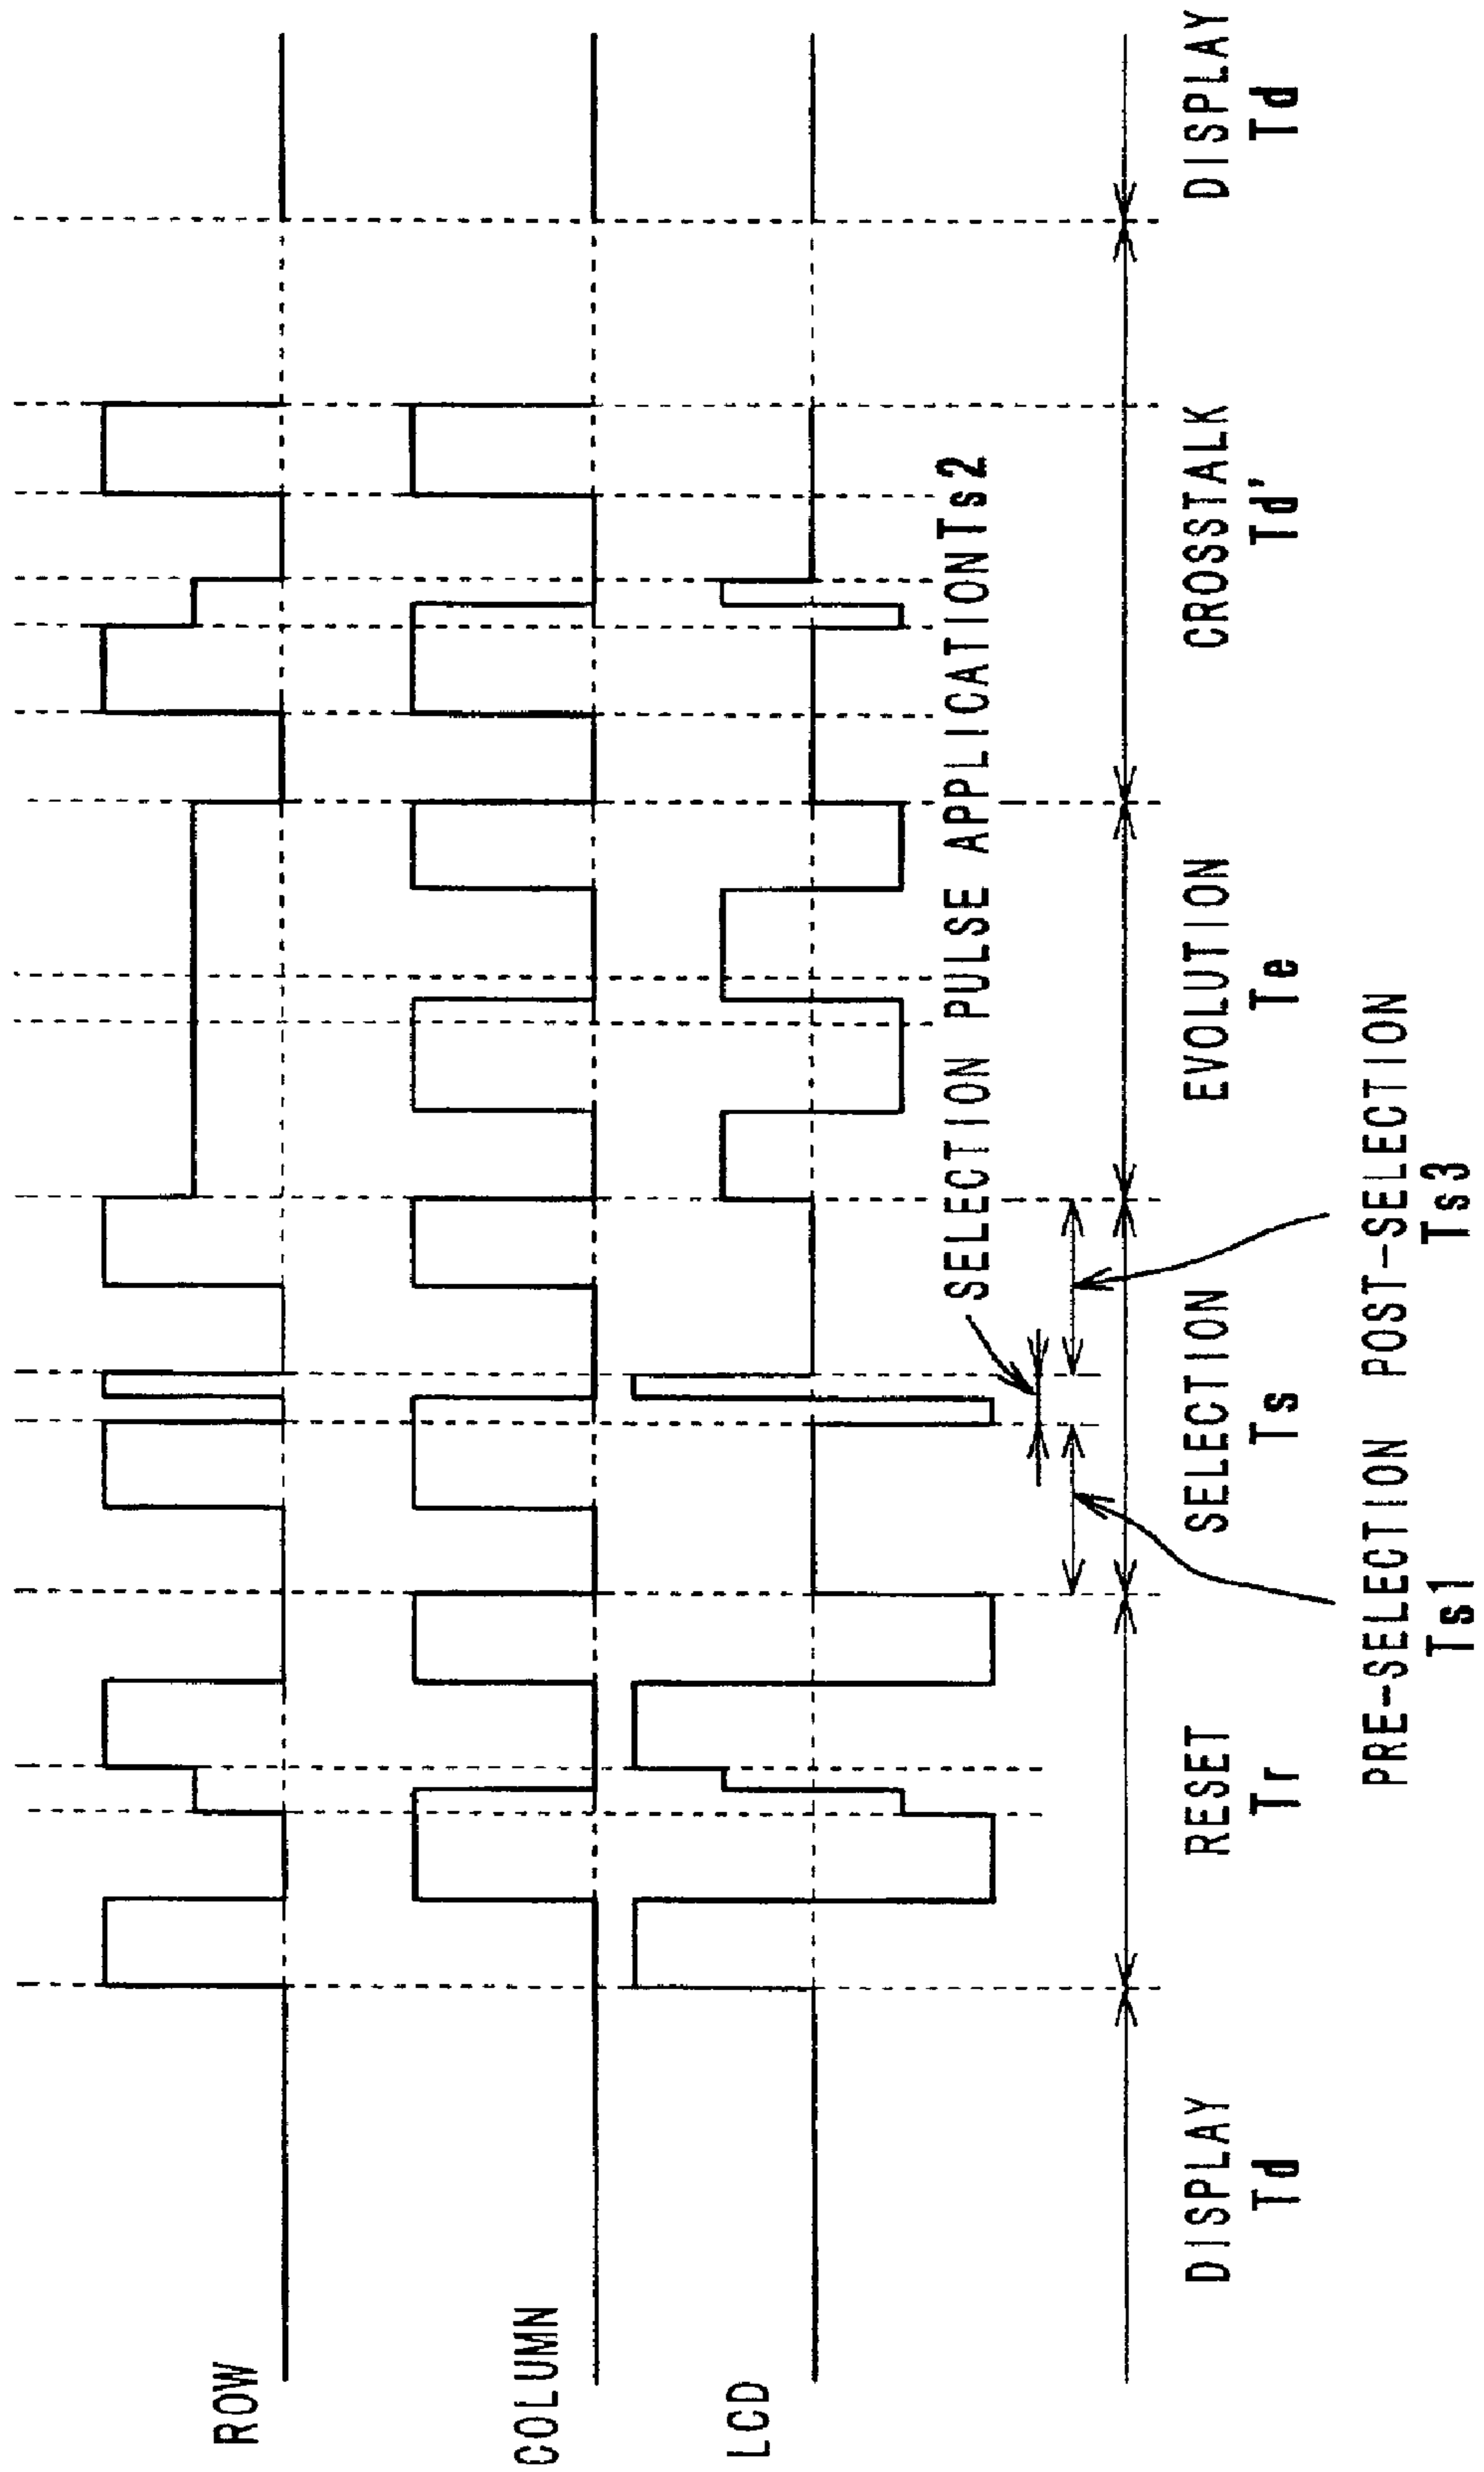 ROW
COLUMN
LCD
SELECTION PULSE APPLICATION Ts2
DISPLAY
Td
RESET
Tr
SELECTION
Ts
EVOLUTION
Te
CROSSTALK
Td'
DISPLAY
Td
PRE-SELECTION
Ts1
POST-SELECTION
Ts3